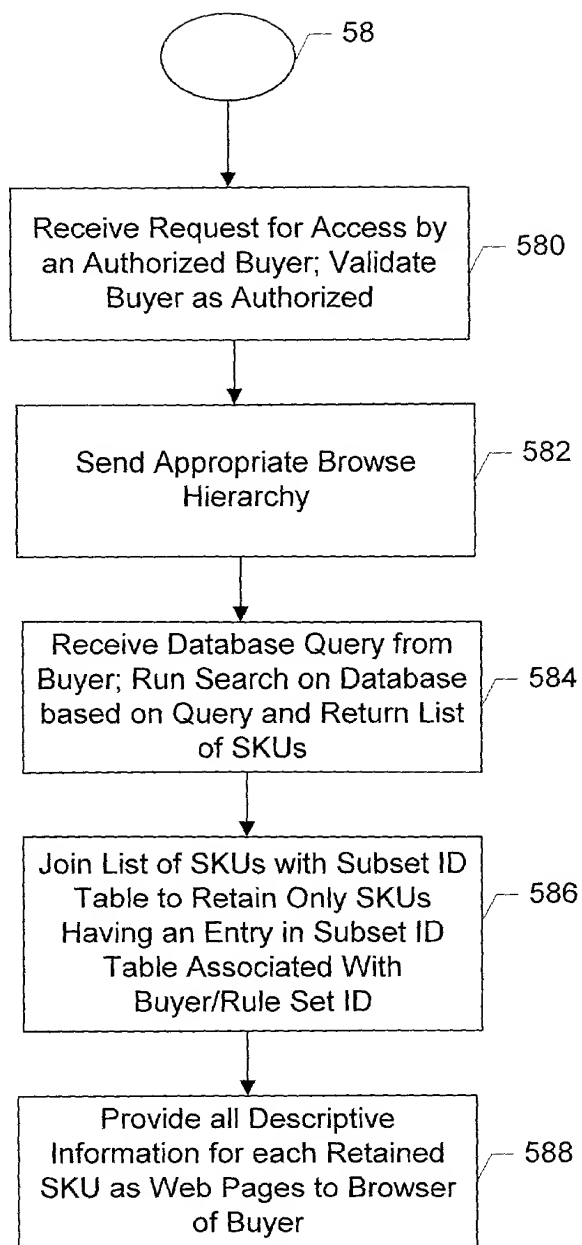 58
Receive Request for Access by
an Authorized Buyer; Validate
Buyer as Authorized
580
Send Appropriate Browse
Hierarchy
582
Receive Database Query from
Buyer; Run Search on Database
based on Query and Return List
of SKUs
584
Join List of SKUs with Subset ID
Table to Retain Only SKUs
Having an Entry in Subset ID
Table Associated With
Buyer/Rule Set ID
586
Provide all Descriptive
Information for each Retained
SKU as Web Pages to Browser
of Buyer
588